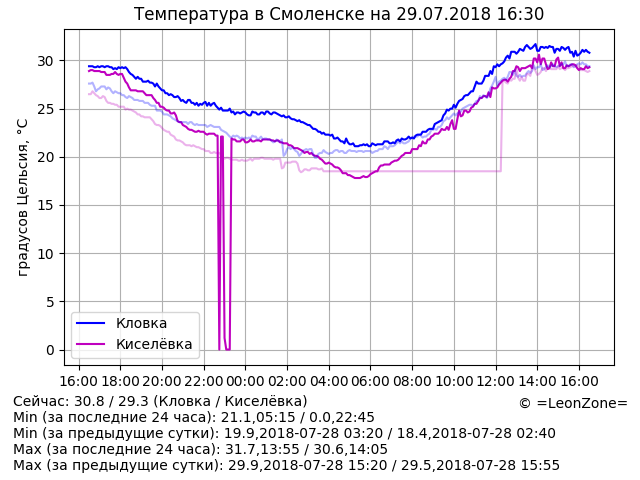 Температура в Смоленске на 29.07.2018 16:30
градусов Цельсия, °C
30
25
20
15
10
5
0
Кловка
Киселёвка
16:00 18:00 20:00 22:00 00:00 02:00 04:00 06:00 08:00 10:00 12:00 14:00 16:00
Сейчас: 30.8 / 29.3 (Кловка / Киселёвка)
© =LeonZone=
Min (за последние 24 часа): 21.1,05:15 / 0.0,22:45
Min (за предыдущие сутки): 19.9,2018-07-28 03:20 / 18.4,2018-07-28 02:40
Max (за последние 24 часа): 31.7,13:55 / 30.6,14:05
Max (за предыдущие сутки): 29.9,2018-07-28 15:20 / 29.5,2018-07-28 15:55